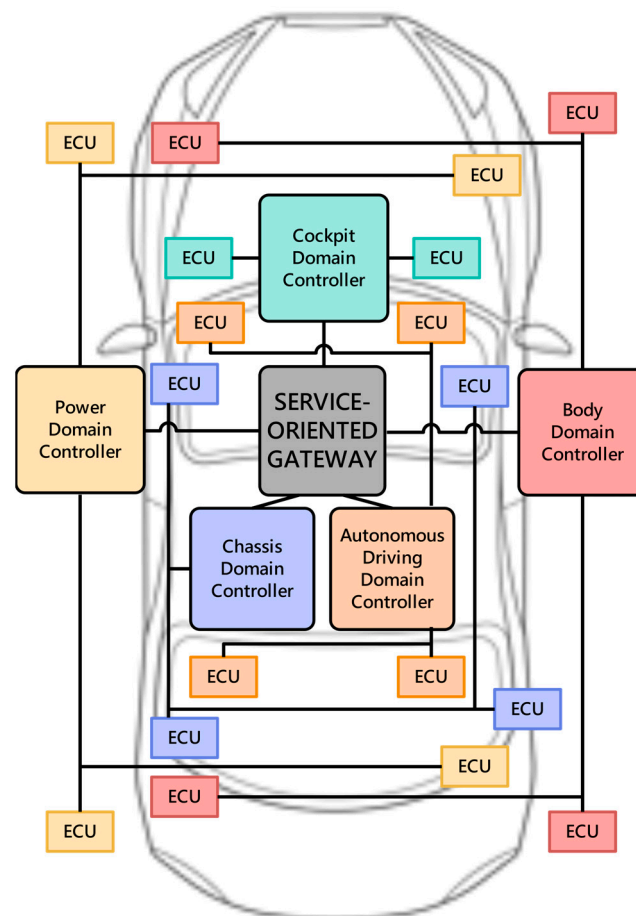 ECU
ECU
ECU
ECU
Cockpit
Domain
Controller
ECU
ECU
ECU
ECU
ECU
ECU
Power
Domain
Controller
SERVICE-
ORIENTED
GATEWAY
Body
Domain
Controller
Chassis
Domain
Controller
Autonomous
Driving
Domain
Controller
ECU
ECU
ECU
ECU
ECU
ECU
ECU
ECU